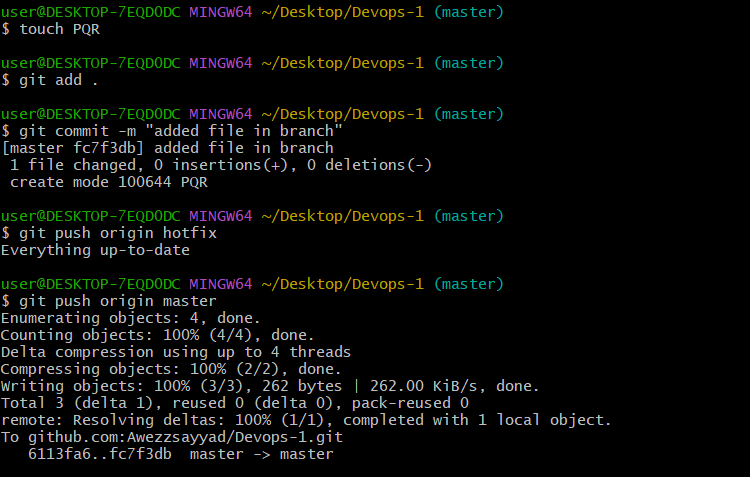 user@DESKTOP-7EQD0DC MINGW64 ~/Desktop/Devops-1 (master)
$ touch PQR
user@DESKTOP-7EQD0DC MINGW64 ~/Desktop/Devops-1 (master)
$ git add .
user@DESKTOP-7EQD0DC MINGW64 ~/Desktop/Devops-1 (master)
$ git commit -m "added file in branch"
[master fc7f3db] added file in branch
 1 file changed, 0 insertions(+), 0 deletions(-)
 create mode 100644 PQR
user@DESKTOP-7EQD0DC MINGW64 ~/Desktop/Devops-1 (master)
$ git push origin hotfix
Everything up-to-date
user@DESKTOP-7EQD0DC MINGW64 ~/Desktop/Devops-1 (master)
$ git push origin master
Enumerating objects: 4, done.
Counting objects: 100% (4/4), done.
Delta compression using up to 4 threads
Compressing objects: 100% (2/2), done.
Writing objects: 100% (3/3), 262 bytes | 262.00 KiB/s, done.
Total 3 (delta 1), reused 0 (delta 0), pack-reused 0
remote: Resolving deltas: 100% (1/1), completed with 1 local object.
To github.com:Awezzsayyad/Devops-1.git
   6113fa6..fc7f3db  master -> master